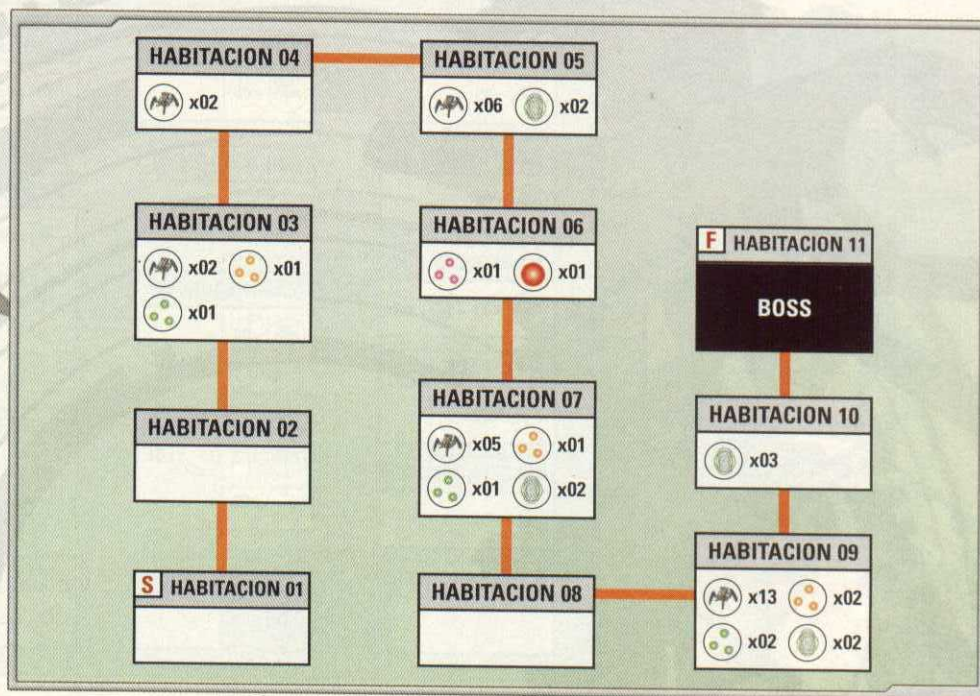 HABITACION 04
x02
HABITACION 05
x06 x02
HABITACION 03
x02 x01
x01
HABITACION 06
x01 x01
F HABITACION 11
BOSS
HABITACION 02
HABITACION 07
x05 x01
x01 x02
HABITACION 10
x03
S HABITACION 01
HABITACION 08
HABITACION 09
x13 x02
x02 x02